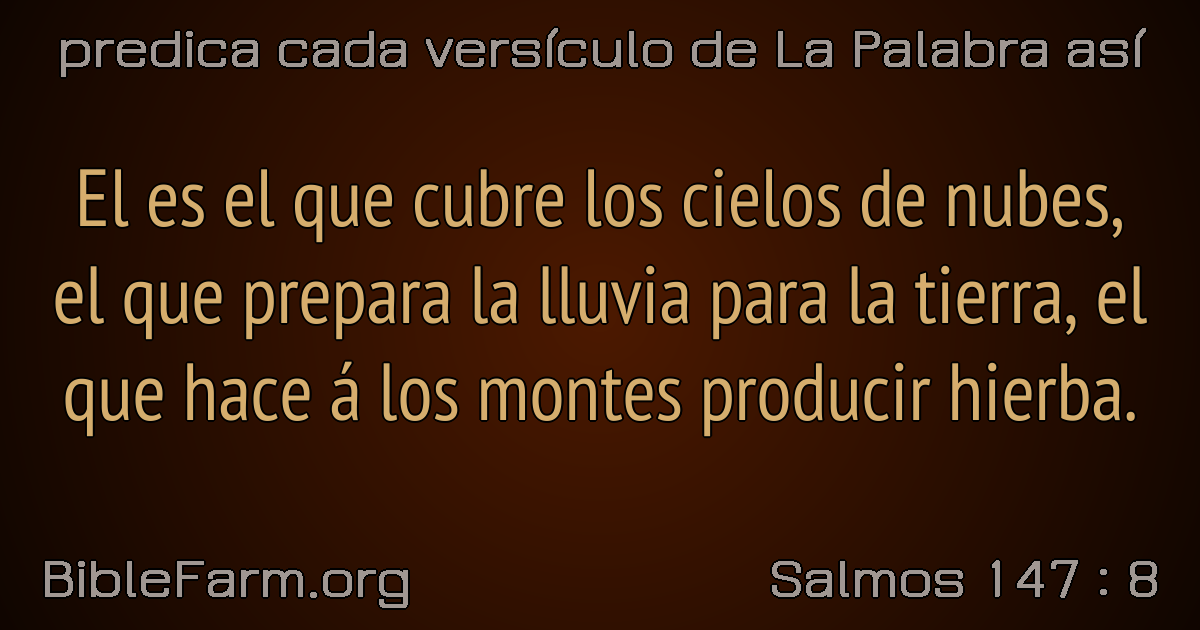 predica cada versículo de La Palabra así
El es el que cubre los cielos de nubes,
el que prepara la lluvia para la tierra, el
que hace á los montes producir hierba.
BibleFarm.org
Salmos 147 : 8